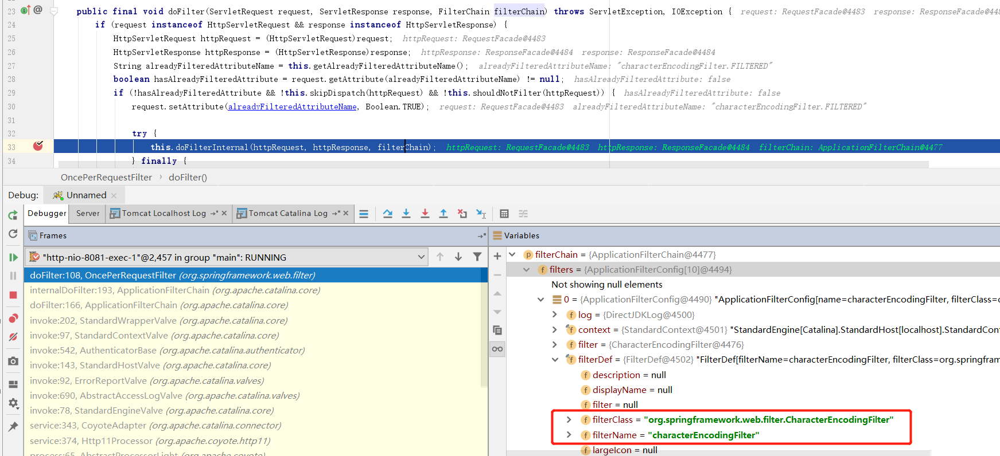 23 @ public final void doFilter(ServletRequest request, ServletResponse response, FilterChain filterChain) throws ServletException, IOException { request: RequestFacade@4483 response: ResponseFacade@44
24 if (request instanceof HttpServletRequest && response instanceof HttpServletResponse) {
25 HttpServletRequest httpRequest = (HttpServletRequest)request; httpRequest: RequestFacade@4483
26 HttpServletResponse httpResponse = (HttpServletResponse)response; httpResponse: ResponseFacade@4484 response: ResponseFacade@4484
27 String alreadyFilteredAttributeName = this.getAlreadyFilteredAttributeName(); alreadyFilteredAttributeName: "characterEncodingFilter.FILTERED"
28 boolean hasAlreadyFilteredAttribute = request.getAttribute(alreadyFilteredAttributeName) != null; hasAlreadyFilteredAttribute: false
29 if (!hasAlreadyFilteredAttribute && !this.skipDispatch(httpRequest) && !this.shouldNotFilter(httpRequest)) { hasAlreadyFilteredAttribute: false
30 request.setAttribute(alreadyFilteredAttributeName, Boolean.TRUE); request: RequestFacade@4483 alreadyFilteredAttributeName: "characterEncodingFilter.FILTERED"
31
32 try {
33 this.doFilterInternal(httpRequest, httpResponse, filterChain); httpRequest: RequestFacade@4483 httpResponse: ResponseFacade@4484 filterChain: ApplicationFilterChain@4477
34 } finally {
OncePerRequestFilter › doFilter()
Debug: Unnamed
Debugger Server Tomcat Localhost Log Tomcat Catalina Log
Frames
"http-nio-8081-exec-1"@2,457 in group "main": RUNNING
doFilter:108, OncePerRequestFilter (org.springframework.web.filter)
internalDoFilter:193, ApplicationFilterChain (org.apache.catalina.core)
doFilter:166, ApplicationFilterChain (org.apache.catalina.core)
invoke:202, StandardWrapperValve (org.apache.catalina.core)
invoke:97, StandardContextValve (org.apache.catalina.core)
invoke:542, AuthenticatorBase (org.apache.catalina.authenticator)
invoke:143, StandardHostValve (org.apache.catalina.core)
invoke:92, ErrorReportValve (org.apache.catalina.valves)
invoke:690, AbstractAccessLogValve (org.apache.catalina.valves)
invoke:78, StandardEngineValve (org.apache.catalina.core)
service:343, CoyoteAdapter (org.apache.catalina.connector)
service:374, Http11Processor (org.apache.coyote.http11)
process:65, AbstractProcessorLight (org.apache.coyote)
Variables
p filterChain = {ApplicationFilterChain@4477}
f filters = {ApplicationFilterConfig[10]@4494}
Not showing null elements
0 = {ApplicationFilterConfig@4490} "ApplicationFilterConfig[name=characterEncodingFilter, filterClass=o
f log = {DirectJDKLog@4500}
f context = {StandardContext@4501} "StandardEngine[Catalina].StandardHost[localhost].StandardCont
f filter = {CharacterEncodingFilter@4476}
f filterDef = {FilterDef@4502} "FilterDef[filterName=characterEncodingFilter, filterClass=org.springfram
f description = null
f displayName = null
f filter = null
f filterClass = "org.springframework.web.filter.CharacterEncodingFilter"
f filterName = "characterEncodingFilter"
f largeIcon = null